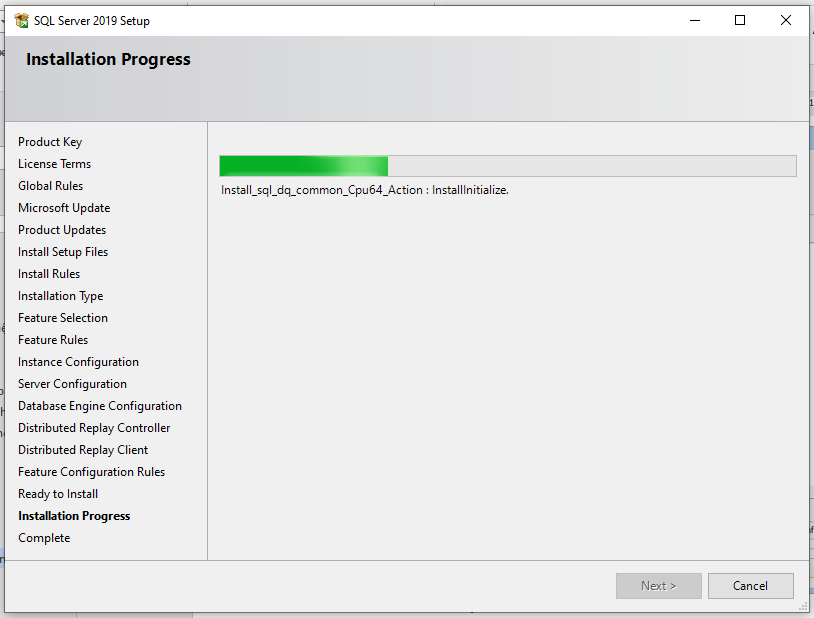 SQL Server 2019 Setup
Installation Progress
Product Key
License Terms
Global Rules
Microsoft Update
Product Updates
Install Setup Files
Install Rules
Installation Type
Feature Selection
Feature Rules
Instance Configuration
Server Configuration
Database Engine Configuration
Distributed Replay Controller
Distributed Replay Client
Feature Configuration Rules
Ready to Install
Installation Progress
Complete
Install_sql_dq_common_Cpu64_Action : InstallInitialize.
Next >
Cancel